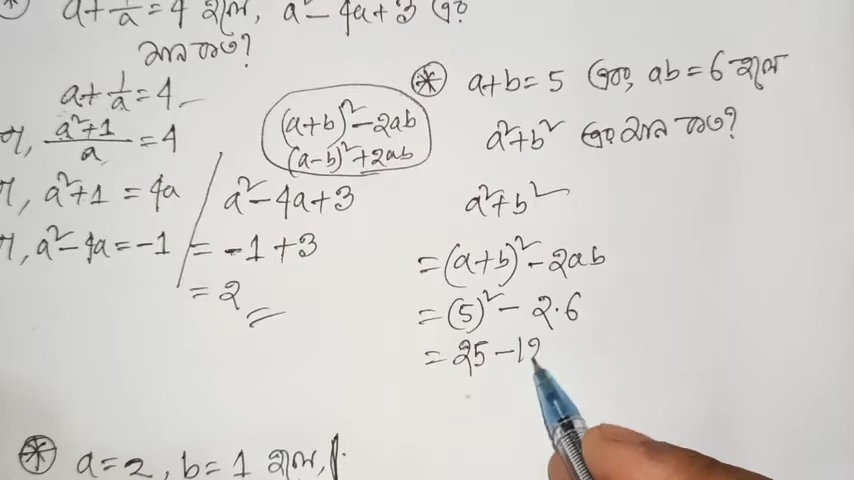 a + 1/a = 4 হলে, a² - 4a + 3 এর
মান কত?
a + 1/a = 4
বা, (a²+1)/a = 4
বা, a²+1 = 4a
বা, a² - 4a = -1
a² - 4a + 3
= -1 + 3
= 2
(a+b)² - 2ab
(a-b)² + 2ab
a+b = 5 এবং, ab = 6 হলে
a²+b² এর মান কত?
a²+b²
= (a+b)² - 2ab
= (5)² - 2·6
= 25 - 12
a = 2, b = 1 হলে,